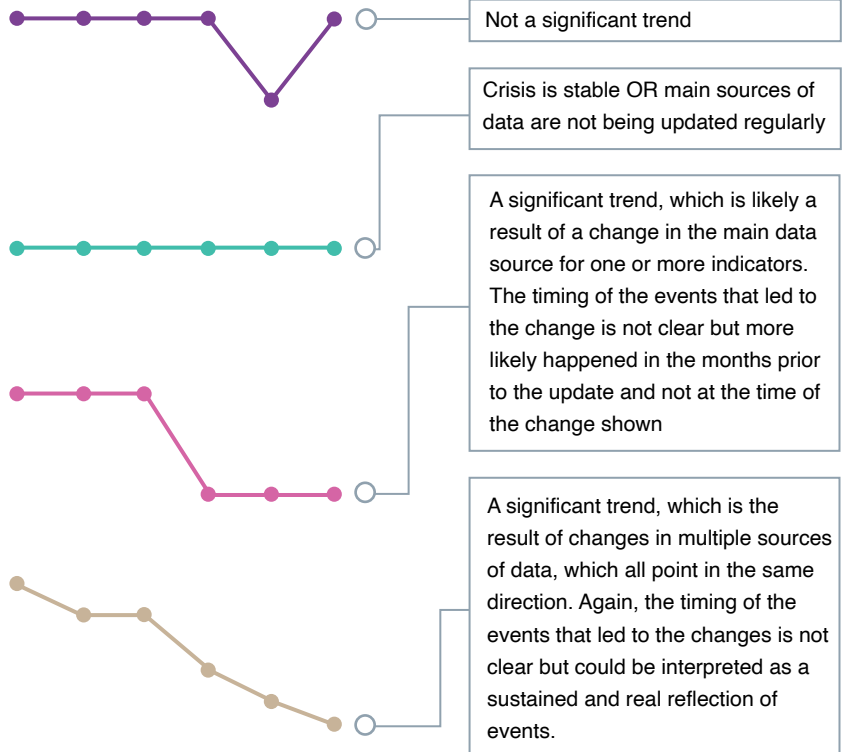 Not a significant trend
Crisis is stable OR main sources of
data are not being updated regularly
A significant trend, which is likely a
result of a change in the main data
source for one or more indicators.
The timing of the events that led to
the change is not clear but more
likely happened in the months prior
to the update and not at the time of
the change shown
A significant trend, which is the
result of changes in multiple sources
of data, which all point in the same
direction. Again, the timing of the
events that led to the changes is not
clear but could be interpreted as a
sustained and real reflection of
events.